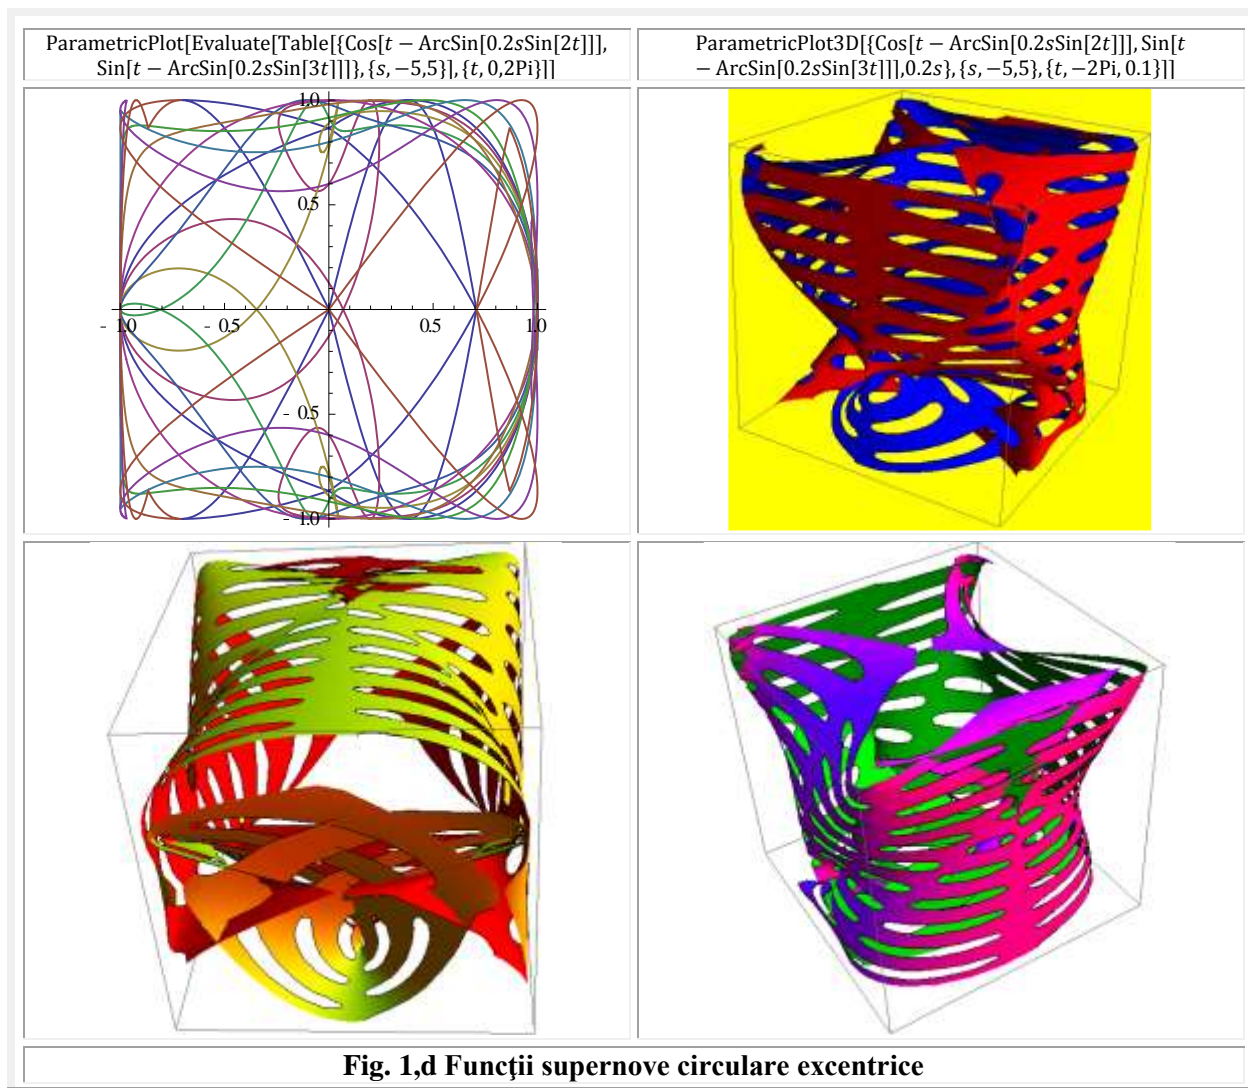 ParametricPlot[Evaluate[Table[{Cos[t − ArcSin[0.2sSin[2t]]],
Sin[t − ArcSin[0.2sSin[3t]]]},{s, −5,5}],{t, 0,2Pi}]]
ParametricPlot3D[{Cos[t − ArcSin[0.2sSin[2t]]], Sin[t
− ArcSin[0.2sSin[3t]]],0.2s},{s, −5,5},{t, −2Pi, 0.1}]]
1.0
0.5
- 1.0
- 0.5
0.5
1.0
- 0.5
- 1.0
Fig. 1,d Funcţii supernove circulare excentrice